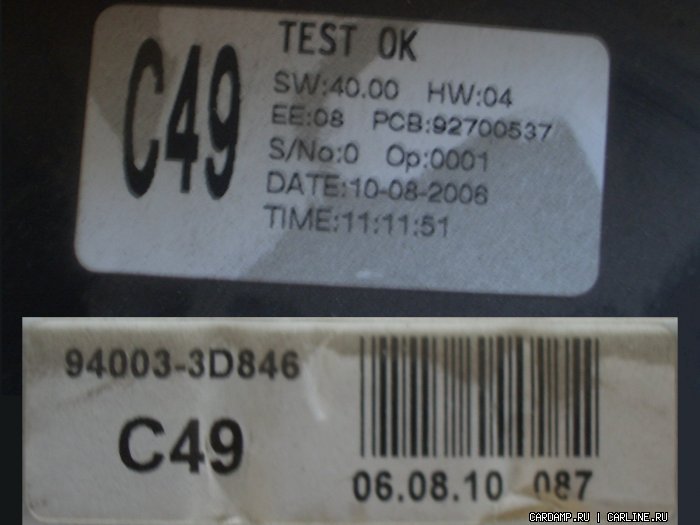 C49
TEST OK
SW:40.00 HW:04
EE:08 PCB:92700537
S/No:0 Op:0001
DATE:10-08-2006
TIME:11:11:51
94003-3D846
C49
06.08.10 087
CARDAMP.RU | CARLINE.RU